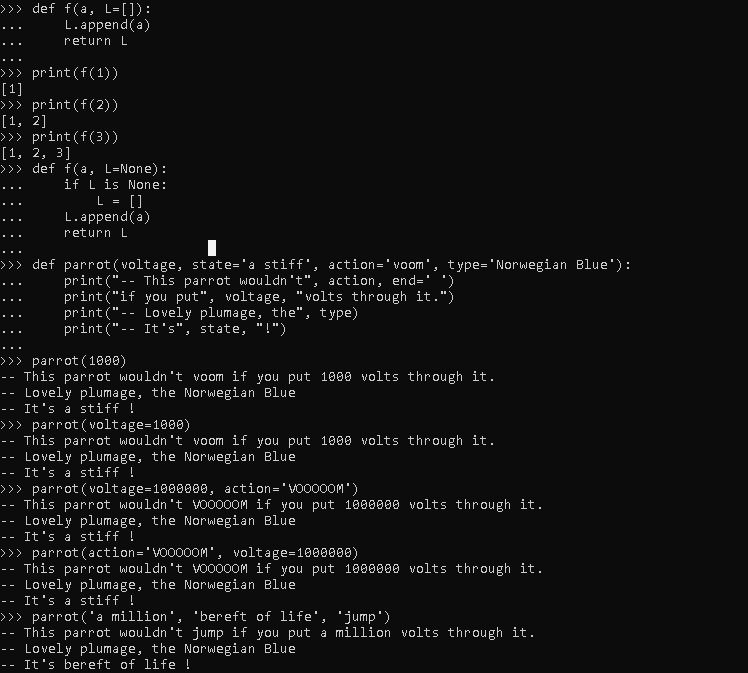 >>> def f(a, L=[]):
...     L.append(a)
...     return L
...
>>> print(f(1))
[1]
>>> print(f(2))
[1, 2]
>>> print(f(3))
[1, 2, 3]
>>> def f(a, L=None):
...     if L is None:
...         L = []
...     L.append(a)
...     return L
...
>>> def parrot(voltage, state='a stiff', action='voom', type='Norwegian Blue'):
...     print("-- This parrot wouldn't", action, end=' ')
...     print("if you put", voltage, "volts through it.")
...     print("-- Lovely plumage, the", type)
...     print("-- It's", state, "!")
...
>>> parrot(1000)
-- This parrot wouldn't voom if you put 1000 volts through it.
-- Lovely plumage, the Norwegian Blue
-- It's a stiff !
>>> parrot(voltage=1000)
-- This parrot wouldn't voom if you put 1000 volts through it.
-- Lovely plumage, the Norwegian Blue
-- It's a stiff !
>>> parrot(voltage=1000000, action='VOOOOOM')
-- This parrot wouldn't VOOOOOM if you put 1000000 volts through it.
-- Lovely plumage, the Norwegian Blue
-- It's a stiff !
>>> parrot(action='VOOOOOM', voltage=1000000)
-- This parrot wouldn't VOOOOOM if you put 1000000 volts through it.
-- Lovely plumage, the Norwegian Blue
-- It's a stiff !
>>> parrot('a million', 'bereft of life', 'jump')
-- This parrot wouldn't jump if you put a million volts through it.
-- Lovely plumage, the Norwegian Blue
-- It's bereft of life !